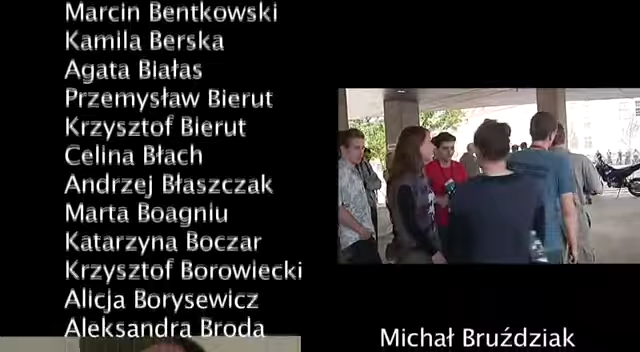 Marcin Bentkowski
Kamila Berska
Agata Białas
Przemysław Bierut
Krzysztof Bierut
Celina Błach
Andrzej Błaszczak
Marta Boagniu
Katarzyna Boczar
Krzysztof Borowiecki
Alicja Borysewicz
Aleksandra Broda
Michał Bruździak